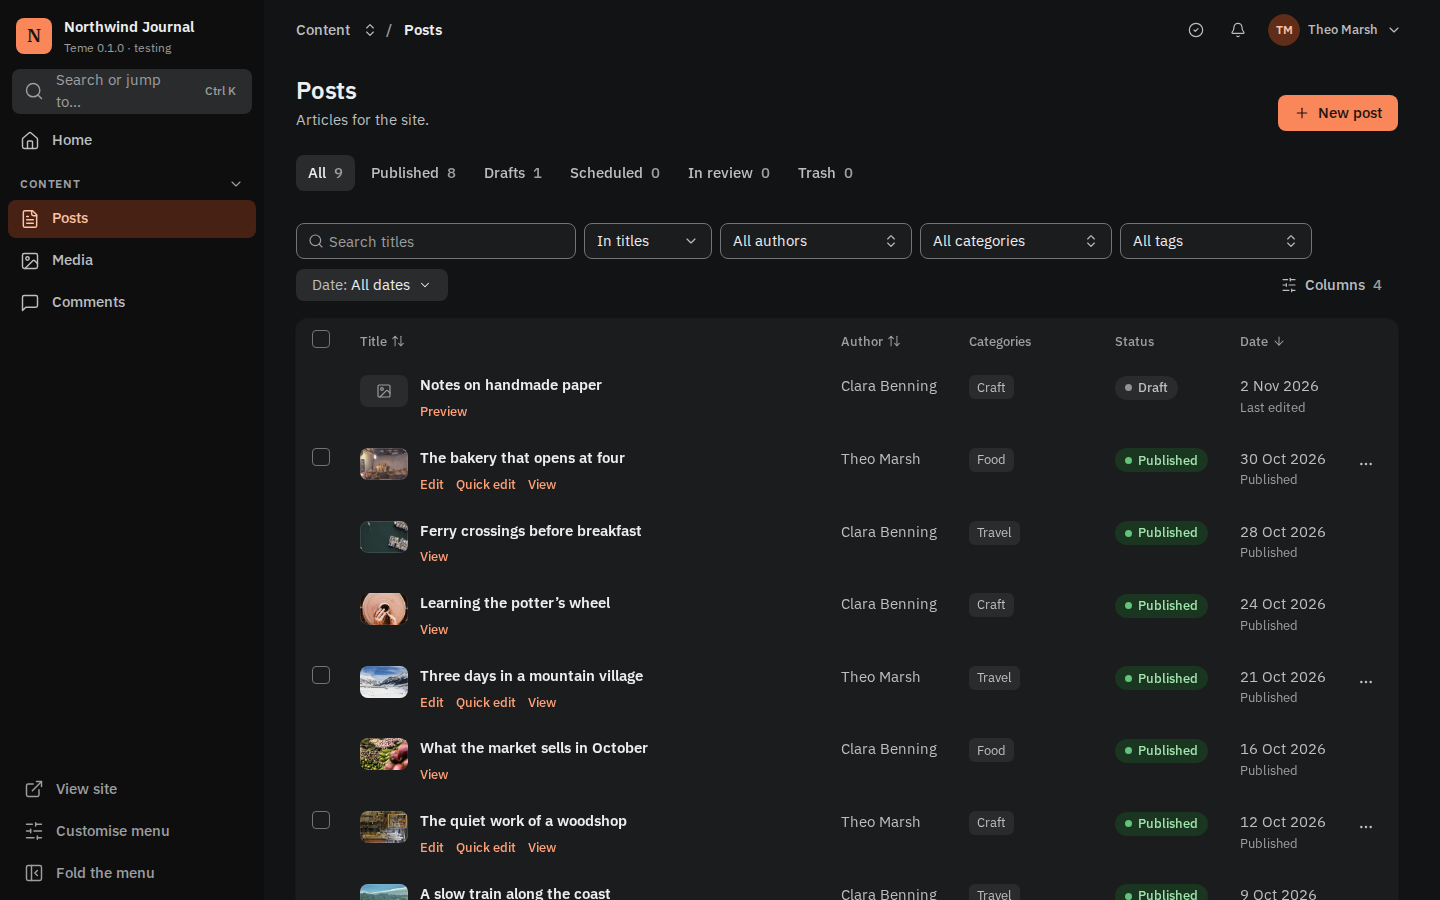 N
Northwind Journal
Teme 0.1.0 · testing
Search or jump
to...
Ctrl K
Home
CONTENT
Posts
Media
Comments
View site
Customise menu
Fold the menu
Content / Posts
TM Theo Marsh
Posts
Articles for the site.
New post
All 9 Published 8 Drafts 1 Scheduled 0 In review 0 Trash 0
Search titles In titles All authors All categories All tags
Date: All dates Columns 4
Title Author Categories Status Date
Notes on handmade paper Clara Benning Craft Draft 2 Nov 2026
Preview Last edited
The bakery that opens at four Theo Marsh Food Published 30 Oct 2026
Edit Quick edit View Published
Ferry crossings before breakfast Clara Benning Travel Published 28 Oct 2026
View Published
Learning the potter’s wheel Clara Benning Craft Published 24 Oct 2026
View Published
Three days in a mountain village Theo Marsh Travel Published 21 Oct 2026
Edit Quick edit View Published
What the market sells in October Clara Benning Food Published 16 Oct 2026
View Published
The quiet work of a woodshop Theo Marsh Craft Published 12 Oct 2026
Edit Quick edit View Published
A slow train along the coast Clara Benning Travel Published 9 Oct 2026